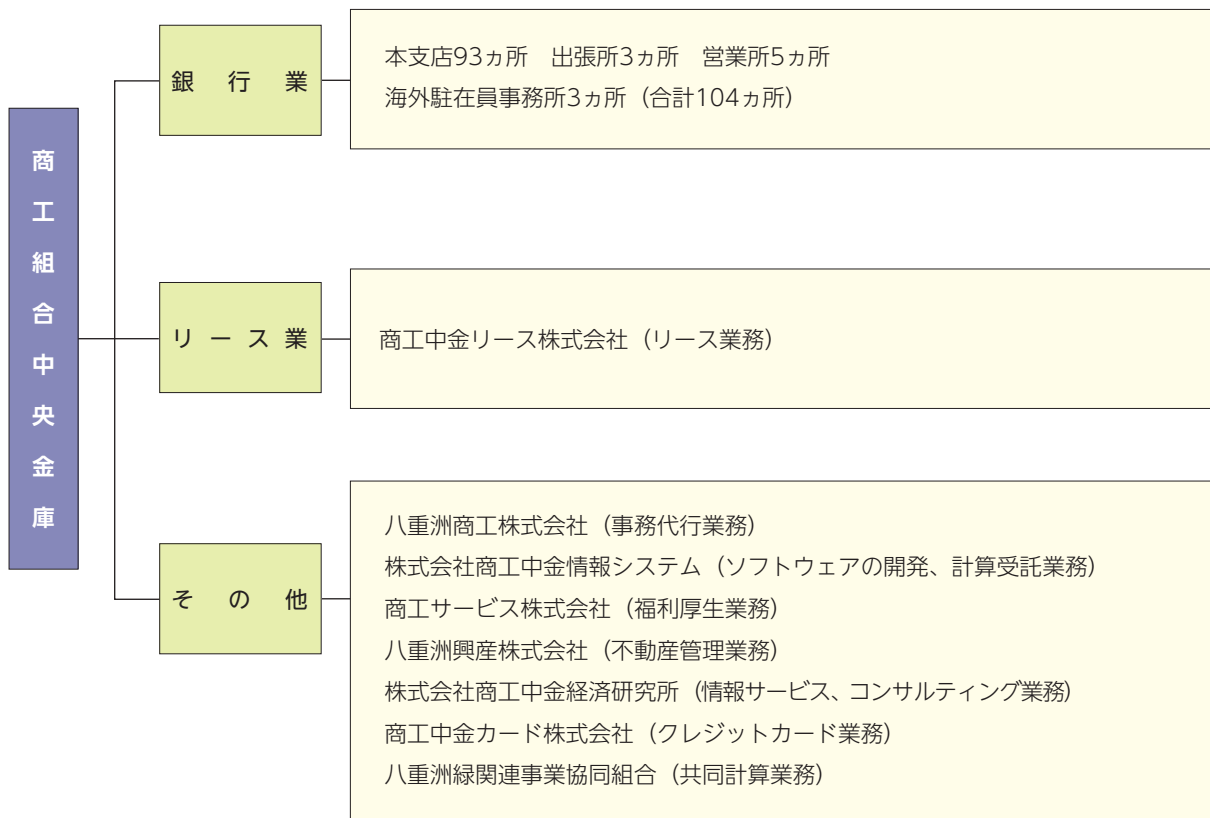 商工組合中央金庫
銀行業
本支店93ヵ所　出張所3ヵ所　営業所5ヵ所
海外駐在員事務所3ヵ所（合計104ヵ所）
リース業
商工中金リース株式会社（リース業務）
その他
八重洲商工株式会社（事務代行業務）
株式会社商工中金情報システム（ソフトウェアの開発、計算受託業務）
商工サービス株式会社（福利厚生業務）
八重洲興産株式会社（不動産管理業務）
株式会社商工中金経済研究所（情報サービス、コンサルティング業務）
商工中金カード株式会社（クレジットカード業務）
八重洲緑関連事業協同組合（共同計算業務）